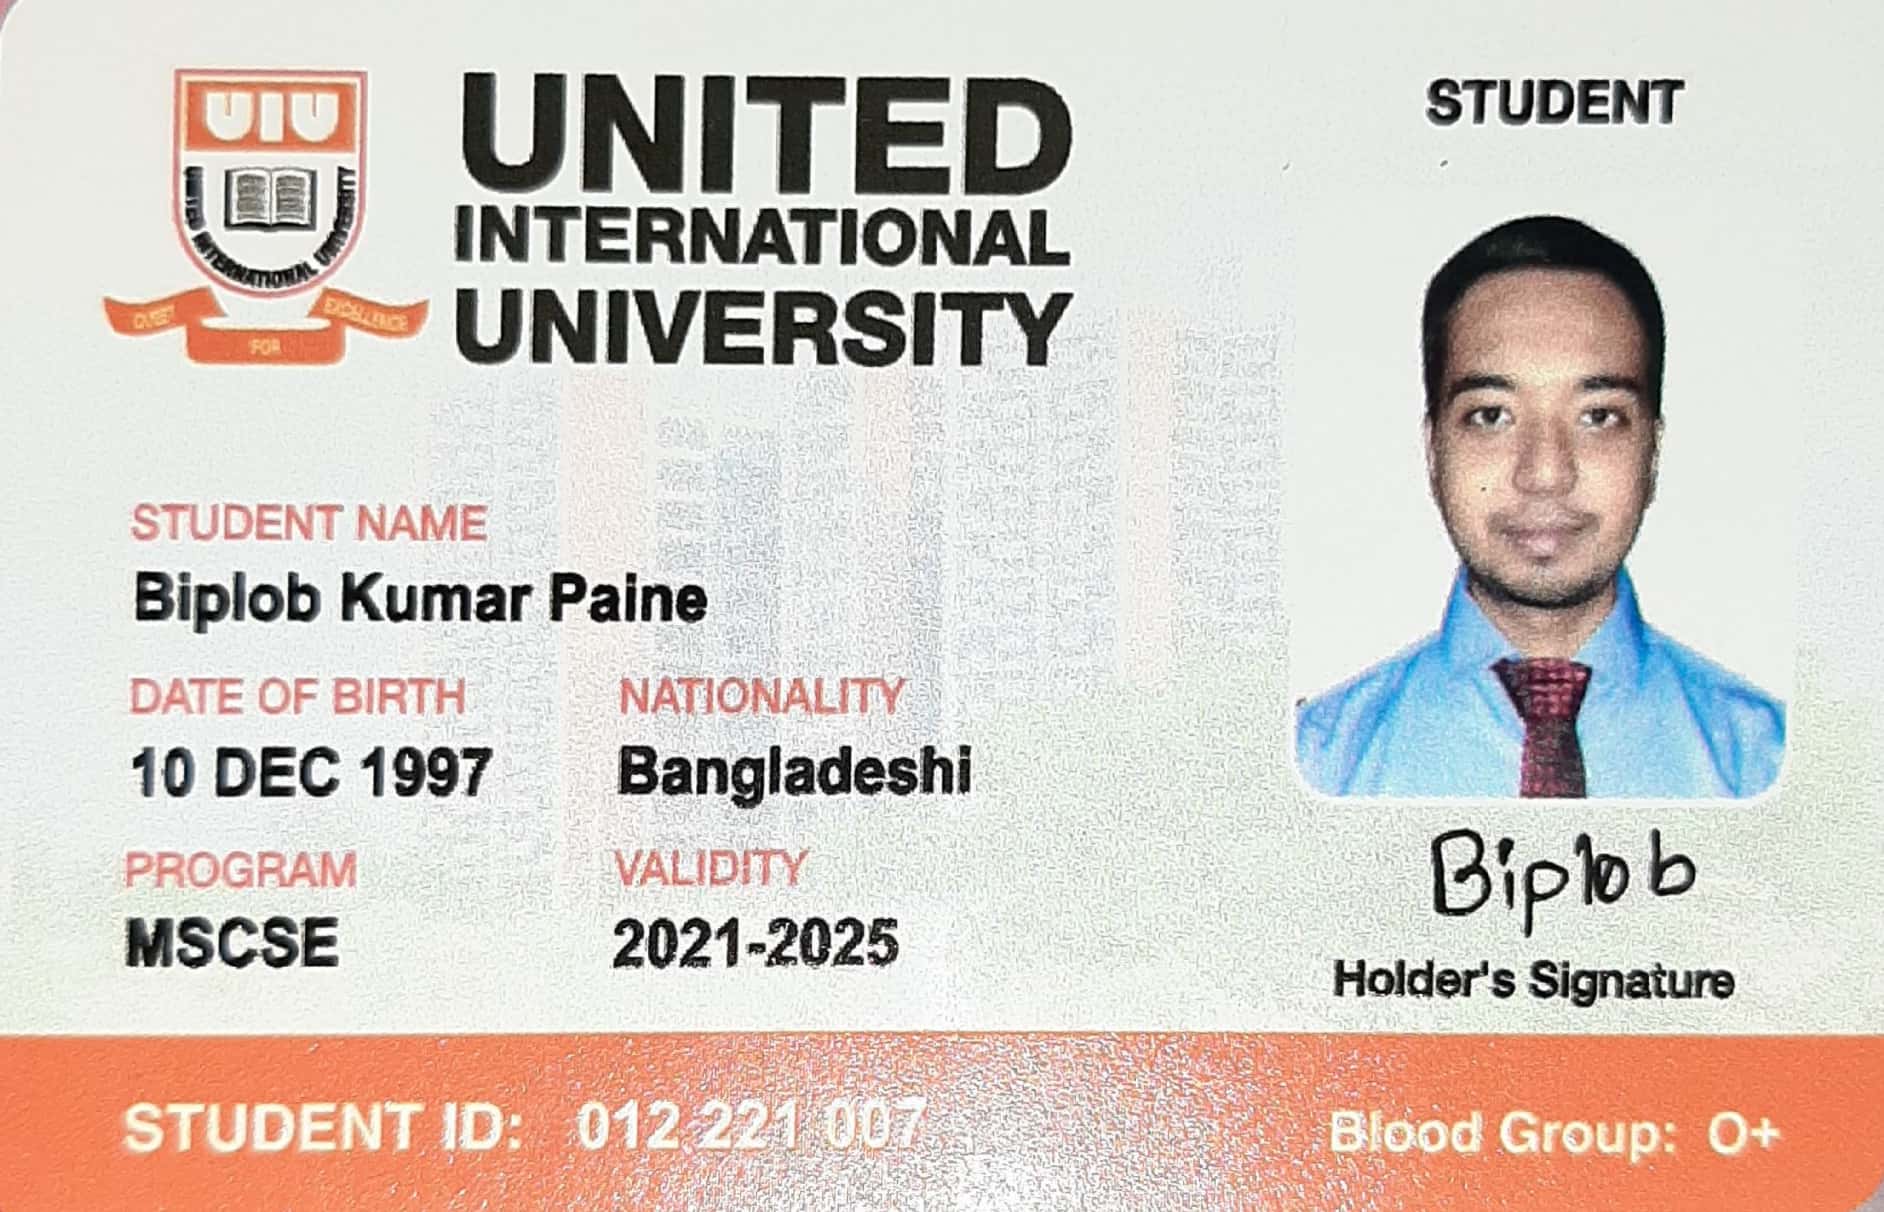 UIU
UNITED INTERNATIONAL UNIVERSITY
QUEST FOR EXCELLENCE
UNITED
INTERNATIONAL
UNIVERSITY
STUDENT
STUDENT NAME
Biplob Kumar Paine
DATE OF BIRTH NATIONALITY
10 DEC 1997 Bangladeshi
PROGRAM VALIDITY
MSCSE 2021-2025
Biplob
Holder's Signature
STUDENT ID: 012 221 007 Blood Group: O+